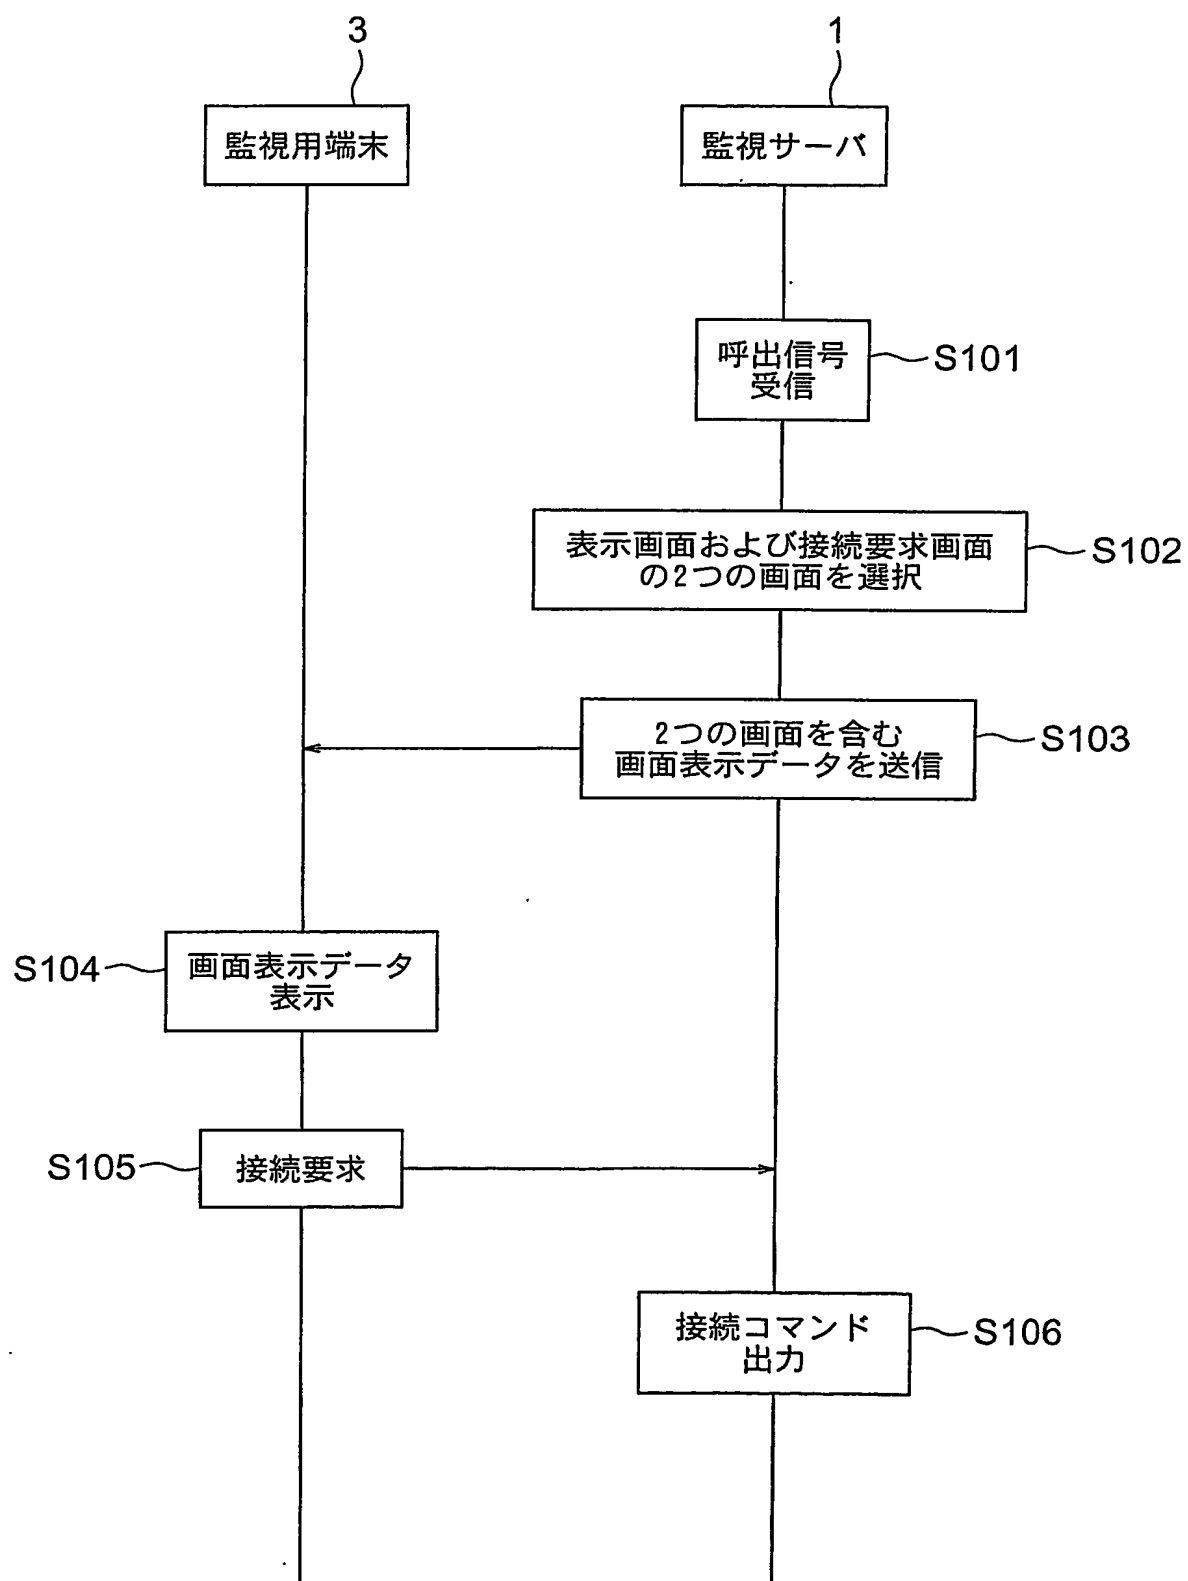 3
1
監視用端末
監視サーバ
呼出信号
受信
S101
表示画面および接続要求画面
の2つの画面を選択
S102
2つの画面を含む
画面表示データを送信
S103
S104
画面表示データ
表示
S105
接続要求
接続コマンド
出力
S106